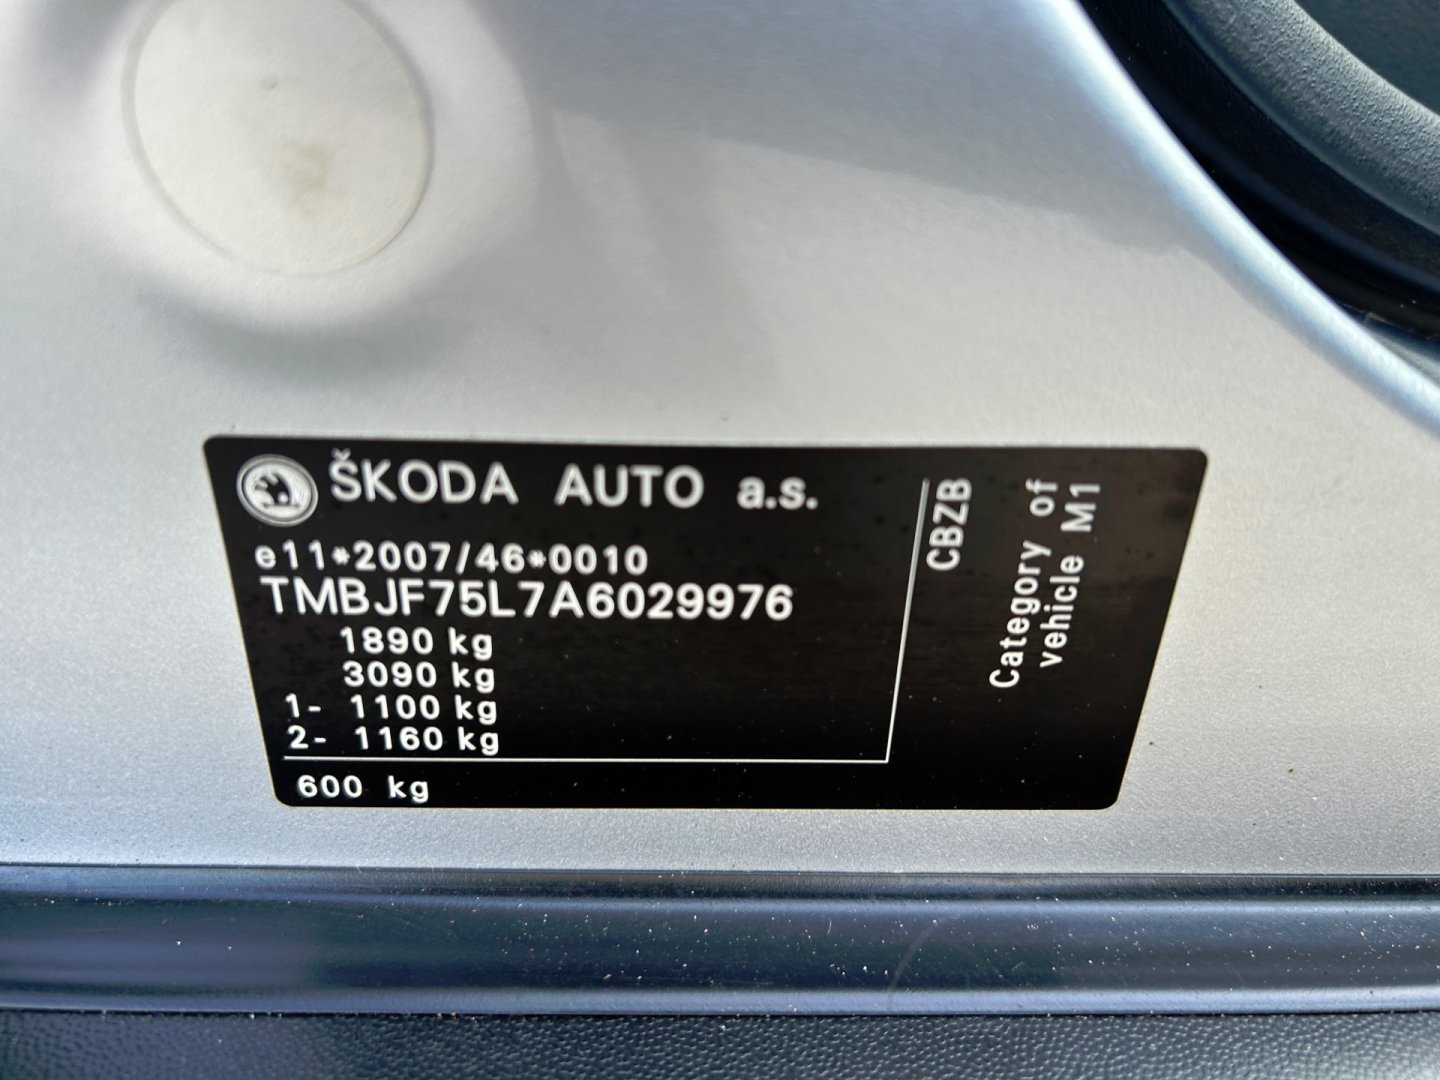 ŠKODA AUTO a.s.
e11*2007/46*0010
TMBJF75L7A6029976
1890 kg
3090 kg
1- 1100 kg
2- 1160 kg
600 kg
CBZB
Category of
vehicle M1